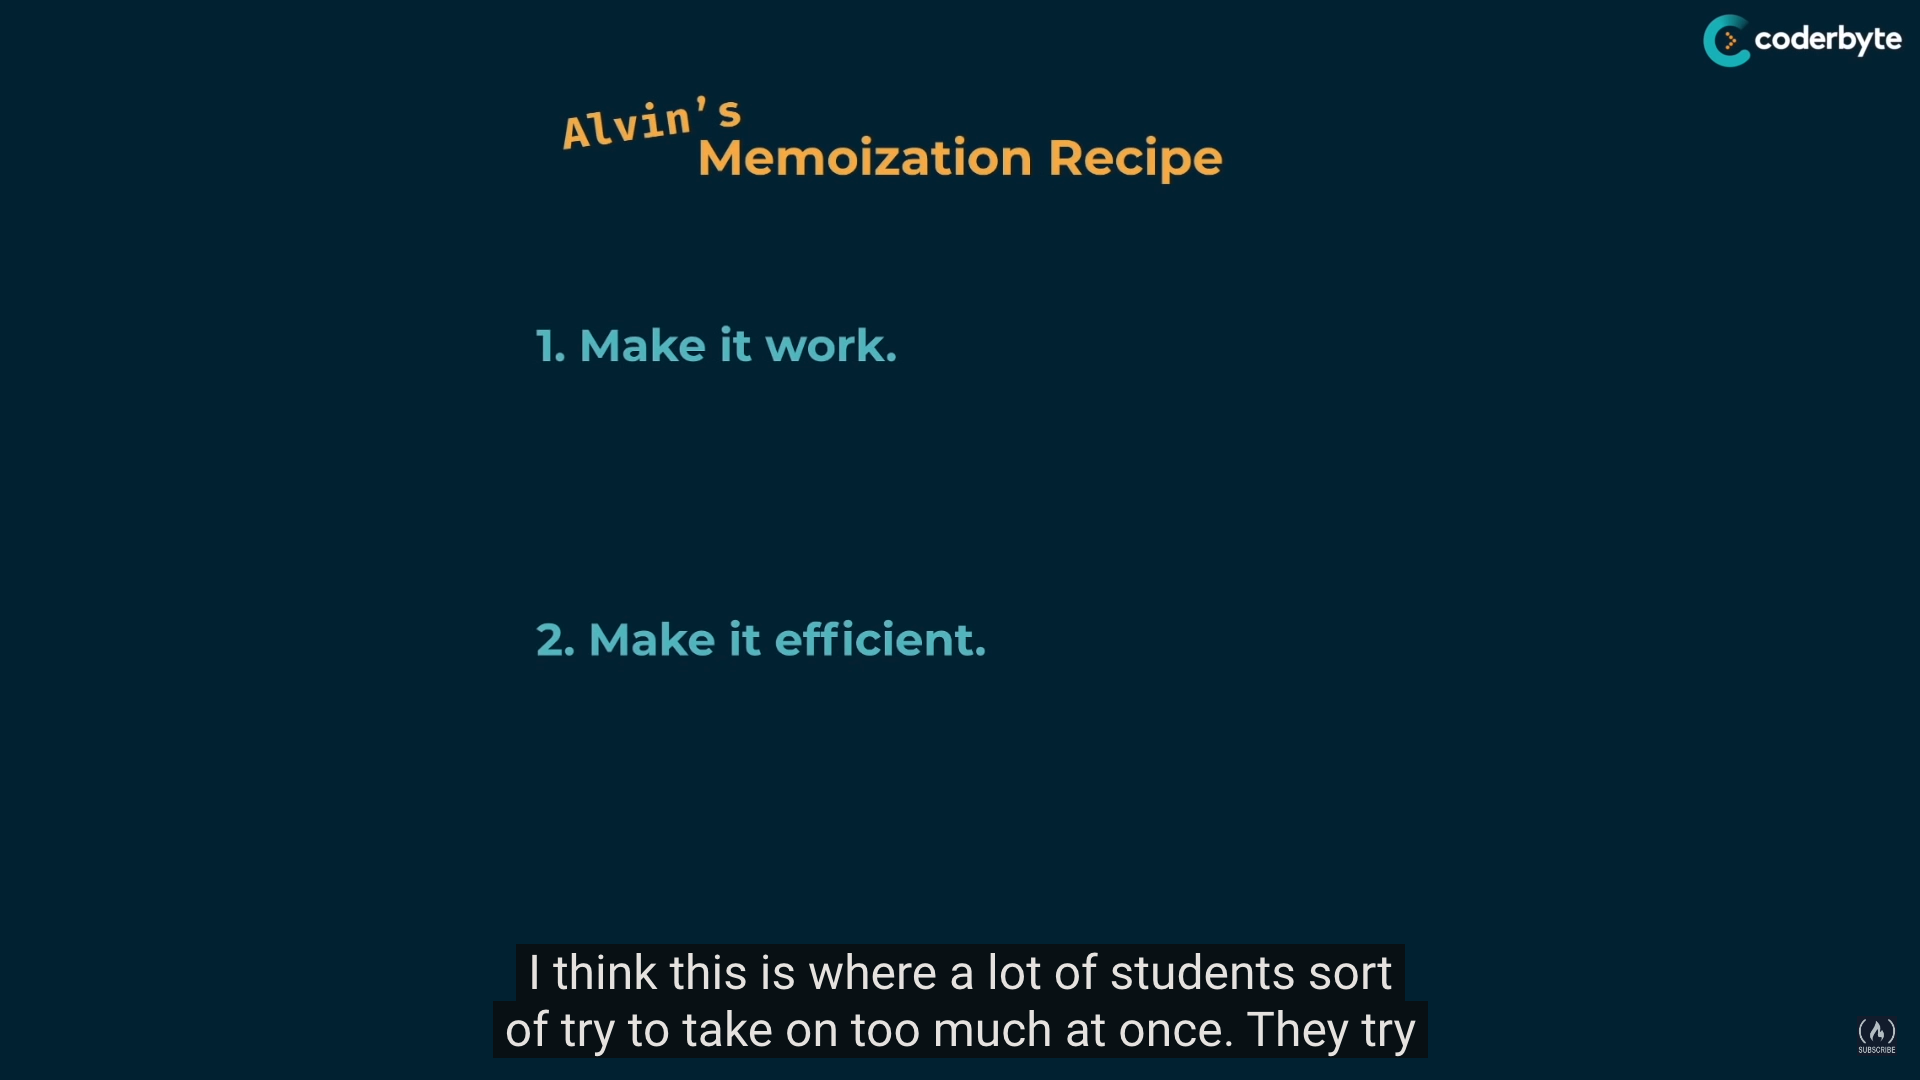 coderbyte
Alvin's
Memoization Recipe
1. Make it work.
2. Make it efficient.
I think this is where a lot of students sort
of try to take on too much at once. They try
SUBSCRIBE